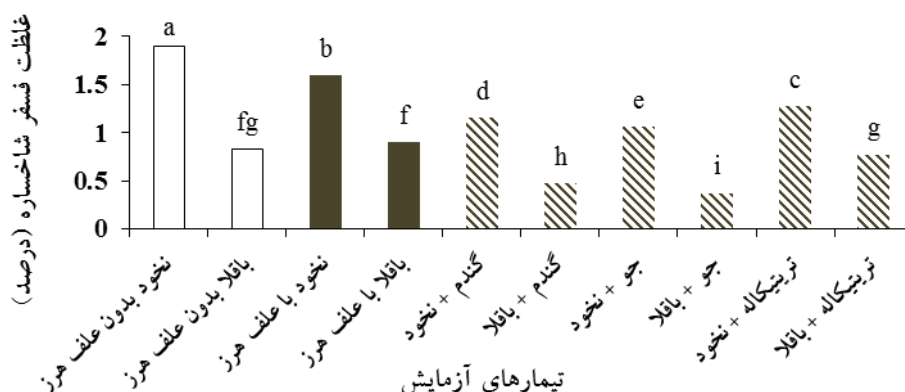 غلظت فسفر شاخساره (درصد)
2
1.5
1
0.5
0
a
fg
b
f
d
h
e
i
c
g
نخود بدون علف هرز
باقلا بدون علف هرز
نخود با علف هرز
باقلا با علف هرز
گندم + نخود
گندم + باقلا
جو + نخود
جو + باقلا
تریتیکاله + نخود
تریتیکاله + باقلا
تیمارهای آزمایش